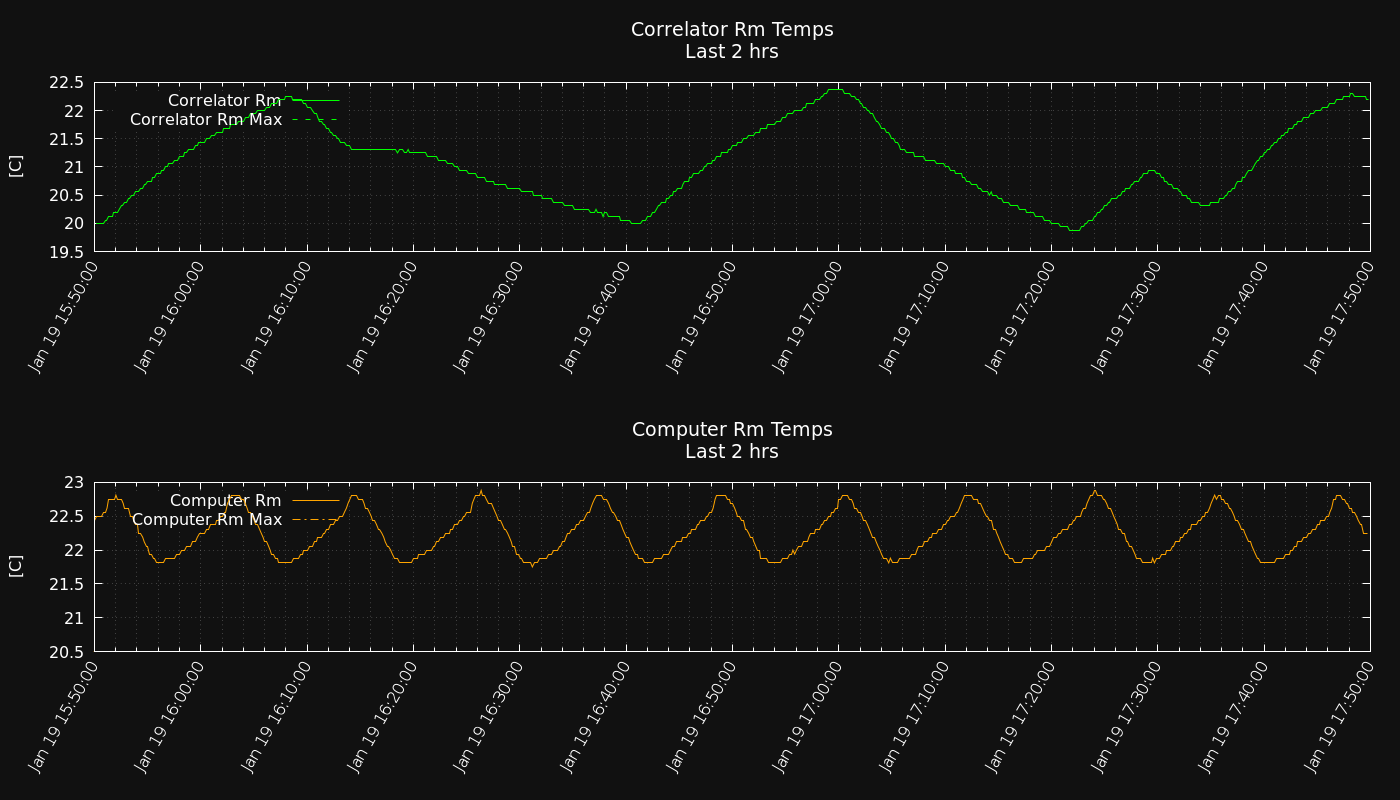 Correlator Rm Temps
Last 2 hrs
22.5
22
21.5
21
20.5
20
19.5
[C]
Correlator Rm
Correlator Rm Max
Jan 19 15:50:00
Jan 19 16:00:00
Jan 19 16:10:00
Jan 19 16:20:00
Jan 19 16:30:00
Jan 19 16:40:00
Jan 19 16:50:00
Jan 19 17:00:00
Jan 19 17:10:00
Jan 19 17:20:00
Jan 19 17:30:00
Jan 19 17:40:00
Jan 19 17:50:00
Computer Rm Temps
Last 2 hrs
23
22.5
22
21.5
21
20.5
[C]
Computer Rm
Computer Rm Max
Jan 19 15:50:00
Jan 19 16:00:00
Jan 19 16:10:00
Jan 19 16:20:00
Jan 19 16:30:00
Jan 19 16:40:00
Jan 19 16:50:00
Jan 19 17:00:00
Jan 19 17:10:00
Jan 19 17:20:00
Jan 19 17:30:00
Jan 19 17:40:00
Jan 19 17:50:00